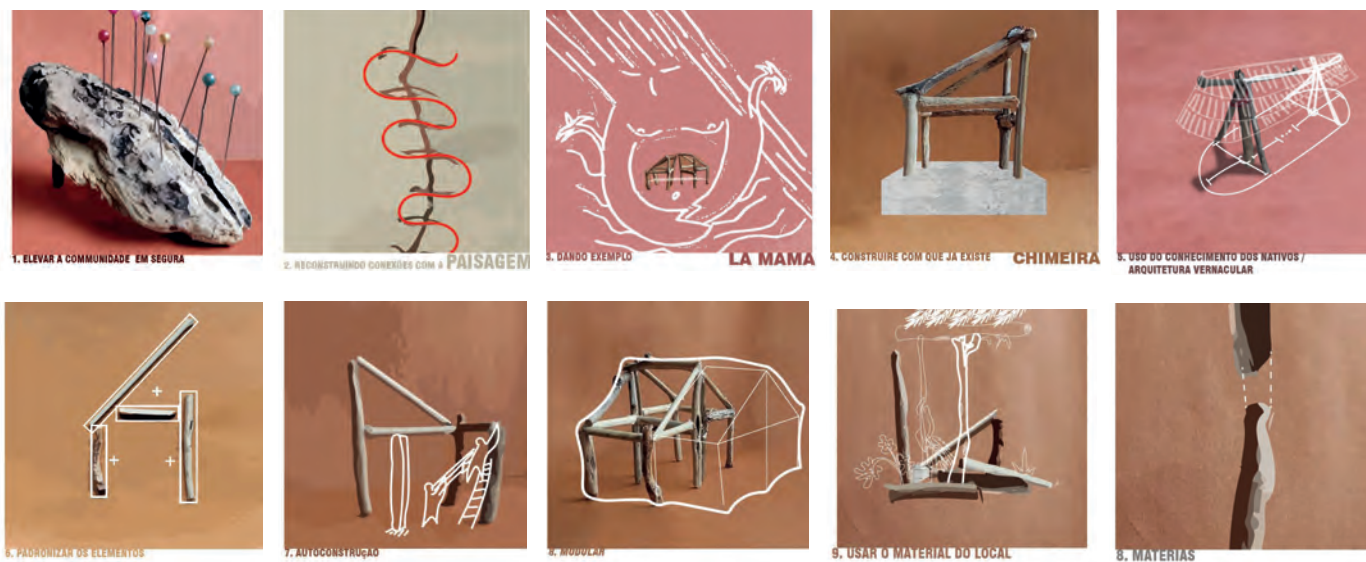 1. ELEVAR A COMMUNIDADE EM SEGURA
2. RECONSTRUINDO CONEXÕES COM A PAISAGEM
3. DANDO EXEMPLO LA MAMA
4. CONSTRUIRE COM QUE JA EXISTE CHIMEIRA
5. USO DO CONHECIMENTO DOS NATIVOS /
ARQUITETURA VERNACULAR
6. PADRONIZAR OS ELEMENTOS
7. AUTOCONSTRUÇAO
8. MODULAR
9. USAR O MATERIAL DO LOCAL
8. MATERIAS